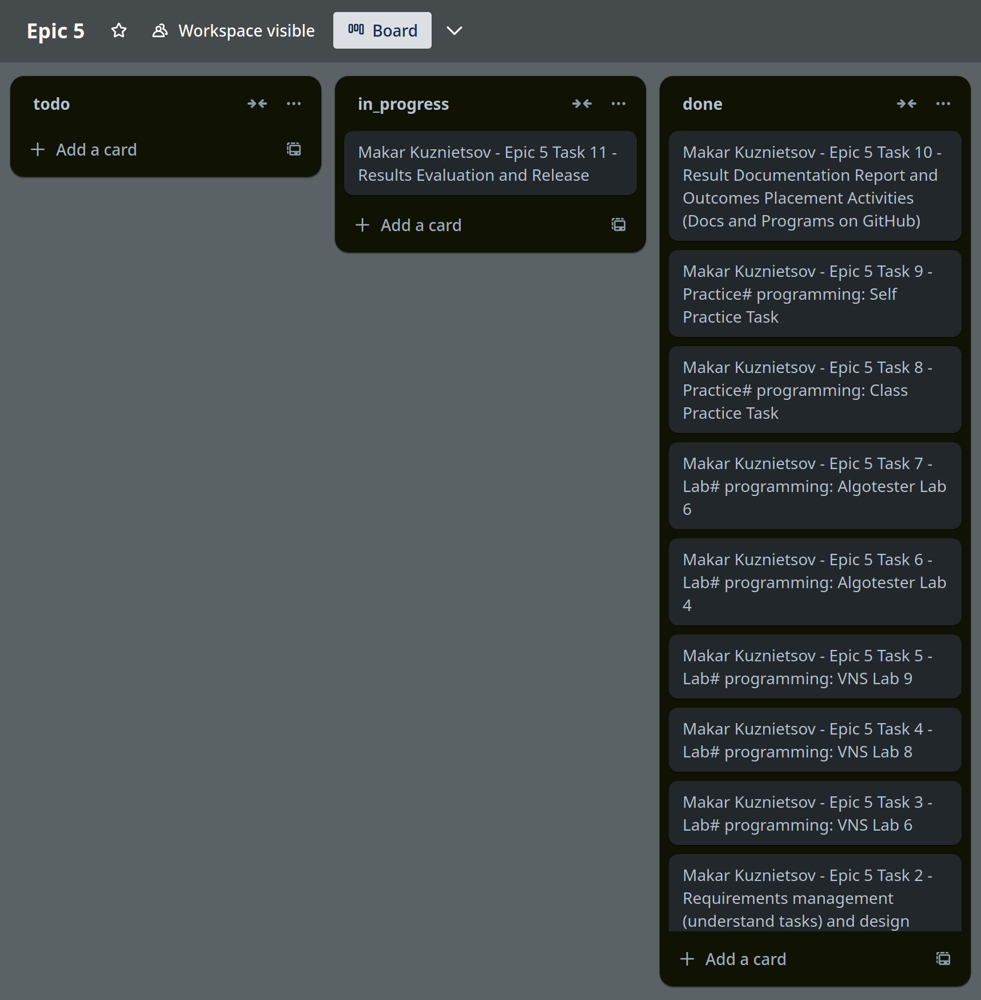 Epic 5
Workspace visible
Board
todo
Add a card
in_progress
Makar Kuznietsov - Epic 5 Task 11 -
Results Evaluation and Release
Add a card
done
Makar Kuznietsov - Epic 5 Task 10 -
Result Documentation Report and
Outcomes Placement Activities
(Docs and Programs on GitHub)
Makar Kuznietsov - Epic 5 Task 9 -
Practice# programming: Self
Practice Task
Makar Kuznietsov - Epic 5 Task 8 -
Practice# programming: Class
Practice Task
Makar Kuznietsov - Epic 5 Task 7 -
Lab# programming: Algotester Lab
6
Makar Kuznietsov - Epic 5 Task 6 -
Lab# programming: Algotester Lab
4
Makar Kuznietsov - Epic 5 Task 5 -
Lab# programming: VNS Lab 9
Makar Kuznietsov - Epic 5 Task 4 -
Lab# programming: VNS Lab 8
Makar Kuznietsov - Epic 5 Task 3 -
Lab# programming: VNS Lab 6
Makar Kuznietsov - Epic 5 Task 2 -
Requirements management
(understand tasks) and design
Add a card